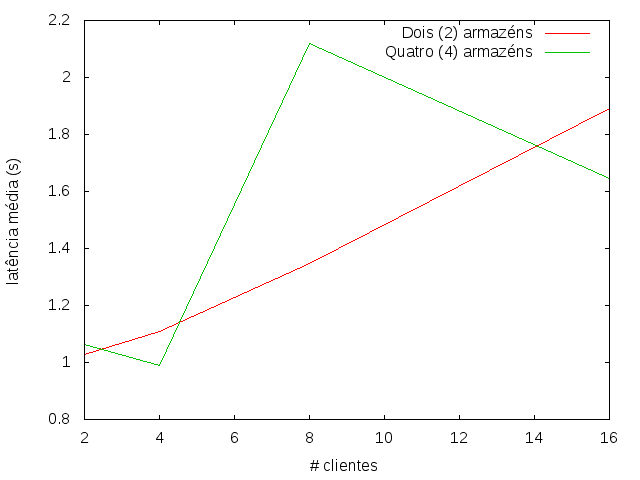 2.2
2
1.8
1.6
1.4
1.2
1
0.8
2 4 6 8 10 12 14 16
latência média (s)
# clientes
Dois (2) armazéns
Quatro (4) armazéns